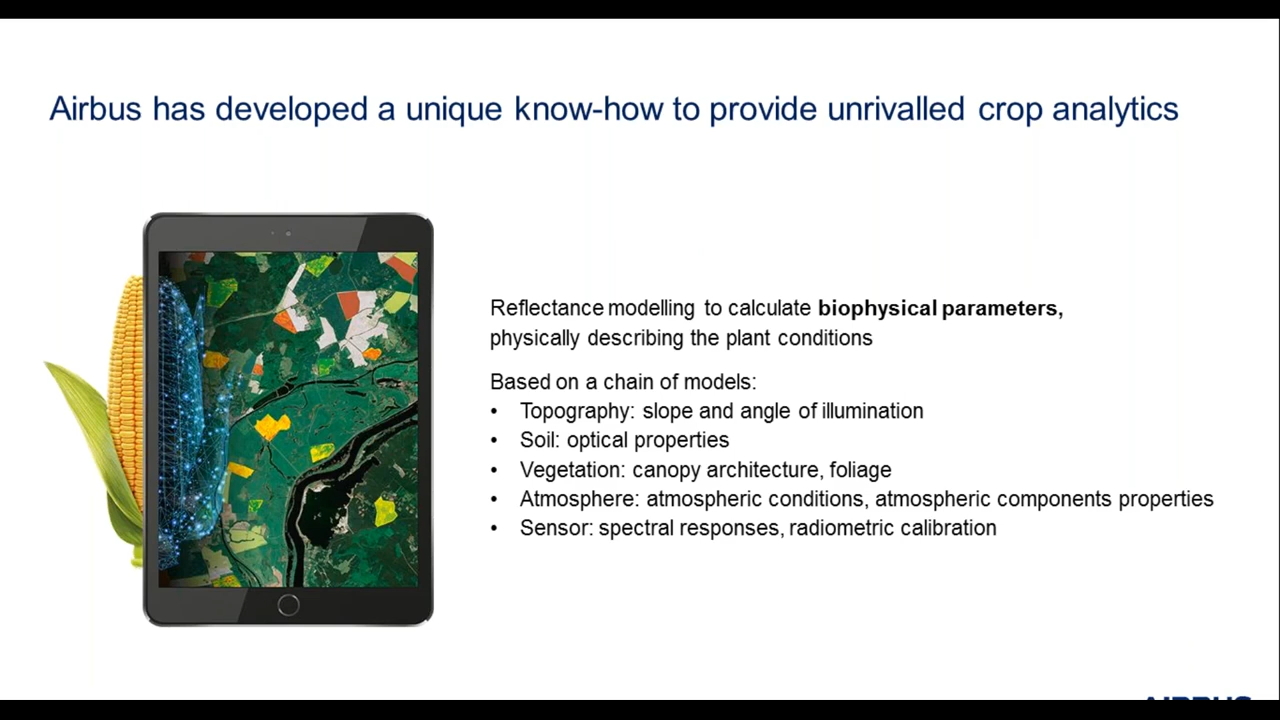 Airbus has developed a unique know-how to provide unrivalled crop analytics
Reflectance modelling to calculate biophysical parameters,
physically describing the plant conditions
Based on a chain of models:
• Topography: slope and angle of illumination
• Soil: optical properties
• Vegetation: canopy architecture, foliage
• Atmosphere: atmospheric conditions, atmospheric components properties
• Sensor: spectral responses, radiometric calibration
AIRBUS